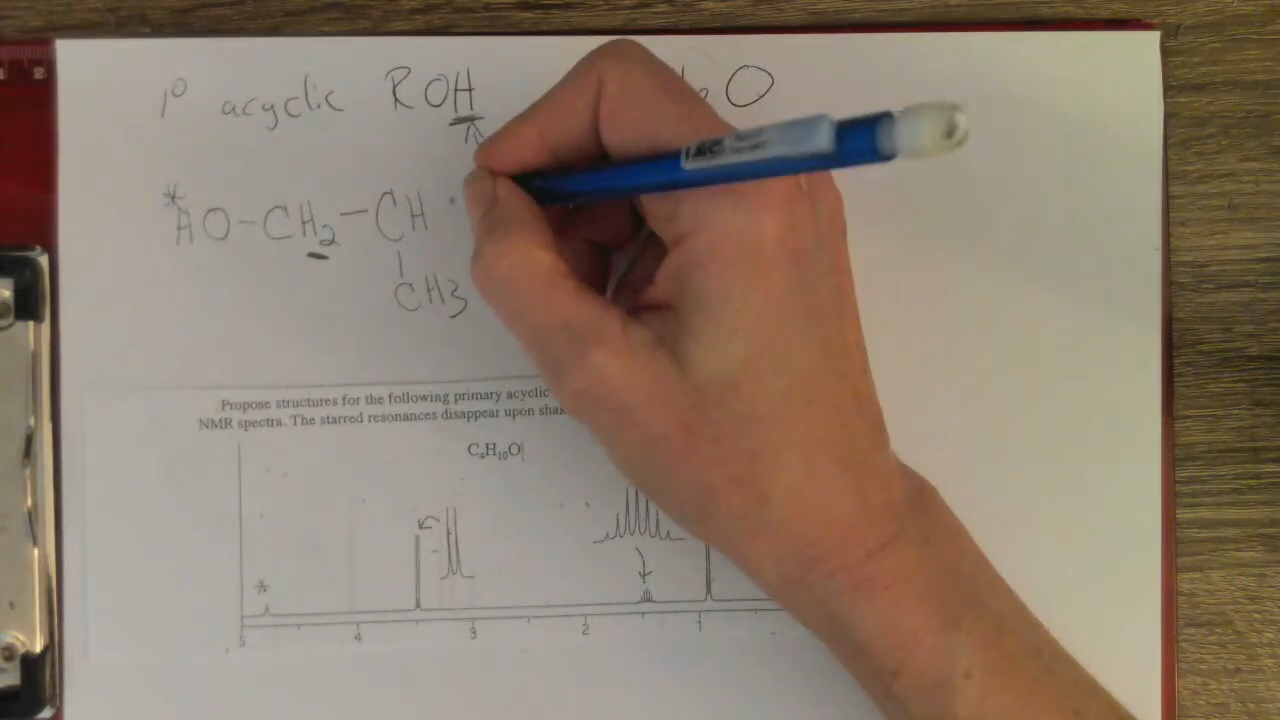 1° acyclic ROH O
*HO-CH₂-CH
CH3
Propose structures for the following primary acyclic
NMR spectra. The starred resonances disappear upon
C₄H₁₀O
*
5 4 3 2 1